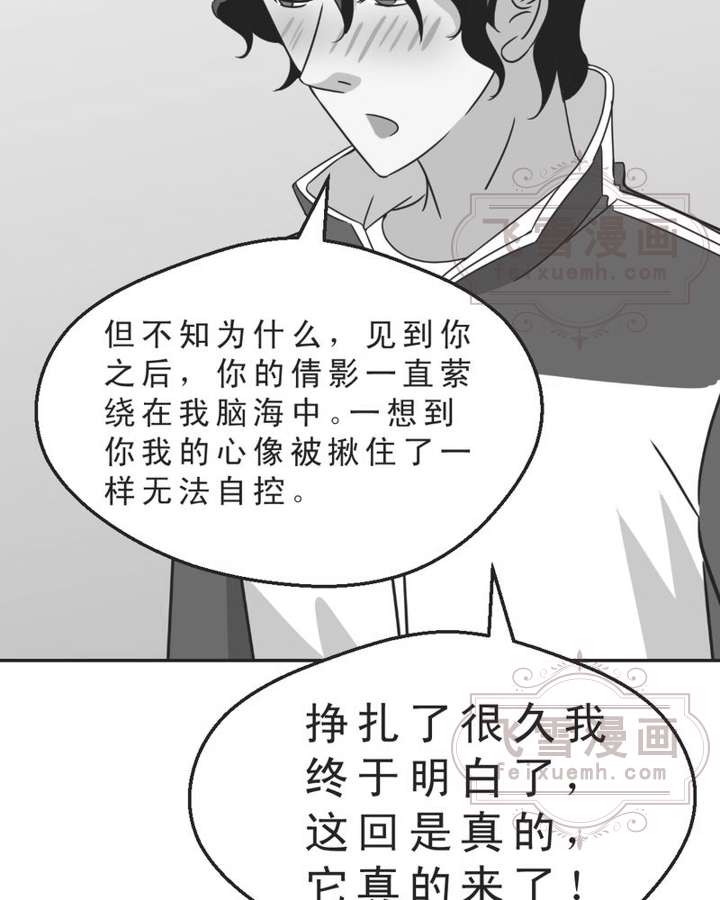 飞雪漫画
feixuemh.com
但不知为什么，见到你
之后，你的倩影一直萦
绕在我脑海中。一想到
你我的心像被揪住了一
样无法自控。
挣扎了很久我
终于明白了，
飞雪漫画
feixuemh.com
这回是真的，
它真的来了！